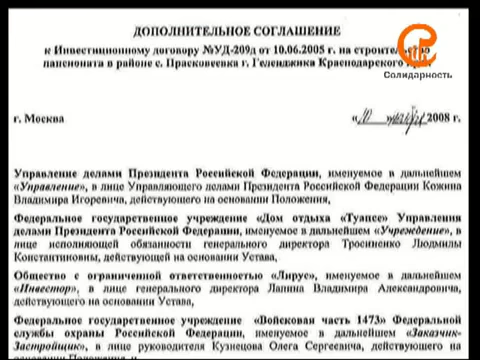 ДОПОЛНИТЕЛЬНОЕ СОГЛАШЕНИЕ
к Инвестиционному договору №УД-209д от 10.06.2005 г. на строительство
пансионата в районе с. Прасковеевка г. Геленджика Краснодарского
Солидарность
г. Москва
2008 г.
Управление делами Президента Российской Федерации, именуемое в дальнейшем
«Управление», в лице Управляющего делами Президента Российской Федерации Кожина
Владимира Игоревича, действующего на основании Положения,
Федеральное государственное учреждение «Дом отдыха «Туапсе» Управления
делами Президента Российской Федерации, именуемое в дальнейшем «Учреждение», в
лице исполняющей обязанности генерального директора Тросиненко Людмилы
Константиновны, действующей на основании Устава,
Общество с ограниченной ответственностью «Лирус», именуемое в дальнейшем
«Инвестор», в лице генерального директора Лапина Владимира Александровича,
действующего на основании Устава,
Федеральное государственное учреждение «Войсковая часть 1473» Федеральной
службы охраны Российской Федерации, именуемое в дальнейшем «Заказчик-
Застройщик», в лице руководителя Кузнецова Олега Сергеевича, действующего на
основании Положения, и